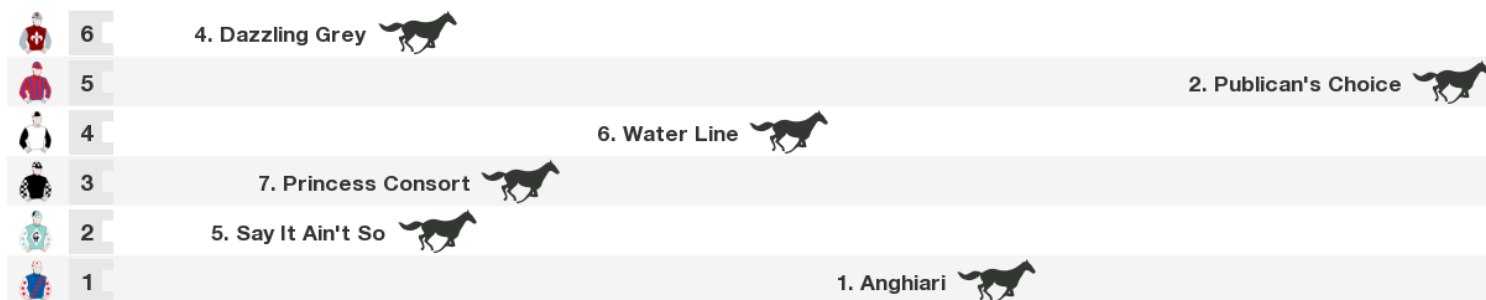 6 4. Dazzling Grey
5 2. Publican's Choice
4 6. Water Line
3 7. Princess Consort
2 5. Say It Ain't So
1 1. Anghiari